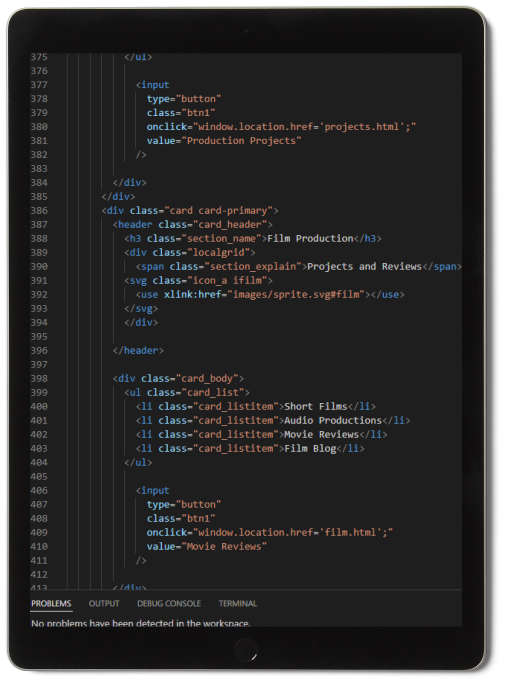 375 </ul>
376
377 <input
378 type="button"
379 class="btn1"
380 onclick="window.location.href='projects.html';"
381 value="Production Projects"
382 />
383
384 </div>
385 </div>
386 <div class="card card-primary">
387 <header class="card_header">
388 <h3 class="section_name">Film Production</h3>
389 <div class="localgrid">
390 <span class="section_explain">Projects and Reviews</span>
391 <svg class="icon_a ifilm">
392 <use xlink:href="images/sprite.svg#film"></use>
393 </svg>
394 </div>
395
396 </header>
397
398 <div class="card_body">
399 <ul class="card_list">
400 <li class="card_listitem">Short Films</li>
401 <li class="card_listitem">Audio Productions</li>
402 <li class="card_listitem">Movie Reviews</li>
403 <li class="card_listitem">Film Blog</li>
404 </ul>
405
406 <input
407 type="button"
408 class="btn1"
409 onclick="window.location.href='film.html';"
410 value="Movie Reviews"
411 />
412
413 </div>
PROBLEMS OUTPUT DEBUG CONSOLE TERMINAL
No problems have been detected in the workspace.